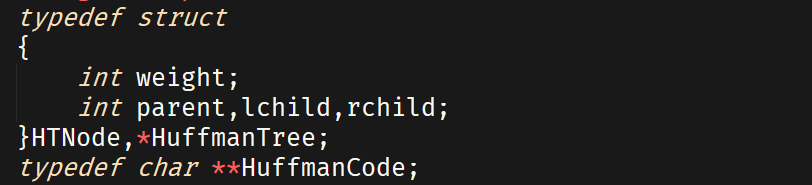 typedef struct
{
    int weight;
    int parent,lchild,rchild;
}HTNode,*HuffmanTree;
typedef char **HuffmanCode;